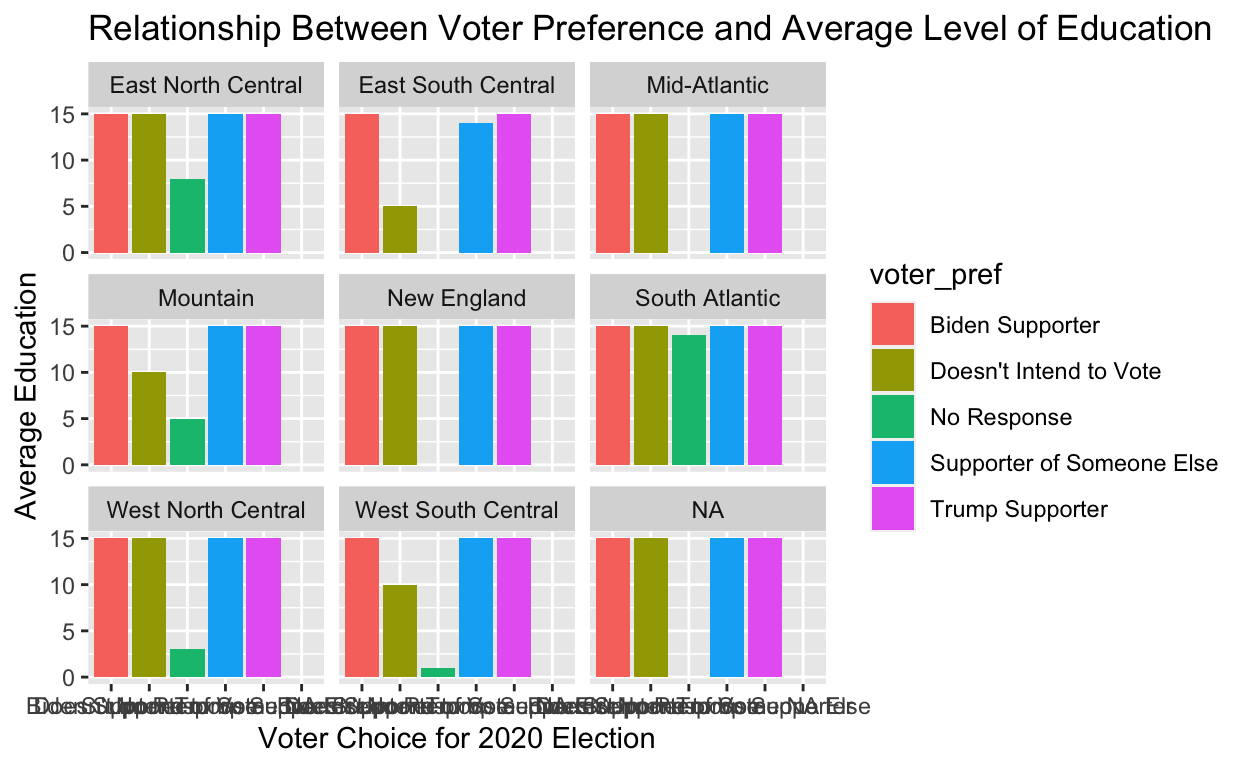 Relationship Between Voter Preference and Average Level of Education
East North Central
East South Central
Mid-Atlantic
15
10
5
0
Mountain
New England
South Atlantic
15
10
5
0
West North Central
West South Central
NA
15
10
5
0
Average Education
Voter Choice for 2020 Election
voter_pref
Biden Supporter
Doesn't Intend to Vote
No Response
Supporter of Someone Else
Trump Supporter